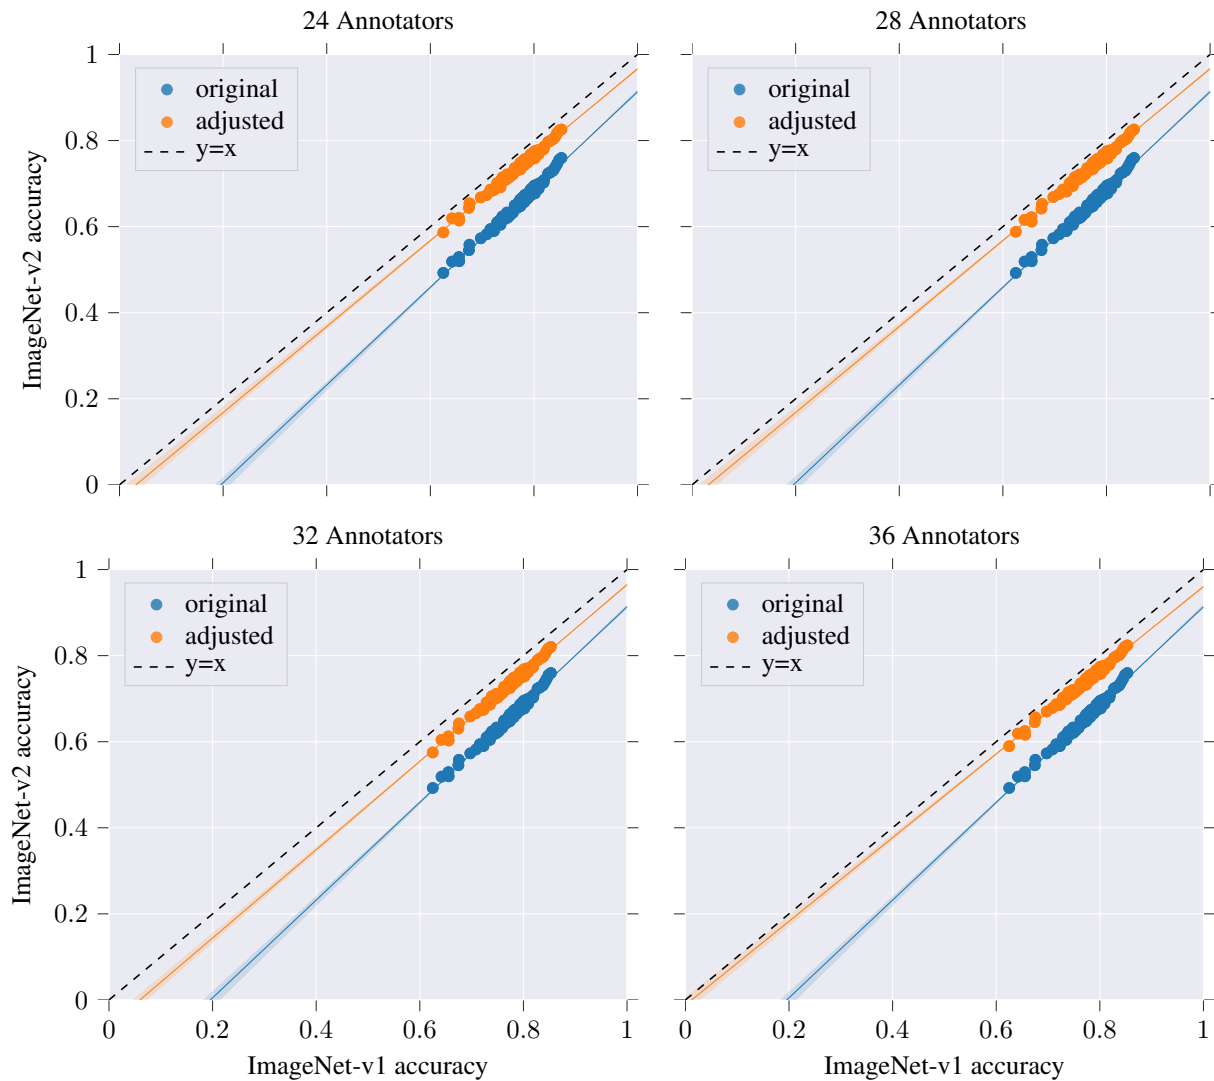 24 Annotators
28 Annotators
1
0.8
0.6
0.4
0.2
0
ImageNet-v2 accuracy
original
adjusted
y=x
original
adjusted
y=x
32 Annotators
36 Annotators
1
0.8
0.6
0.4
0.2
0
ImageNet-v2 accuracy
original
adjusted
y=x
original
adjusted
y=x
0 0.2 0.4 0.6 0.8 1
0 0.2 0.4 0.6 0.8 1
ImageNet-v1 accuracy
ImageNet-v1 accuracy